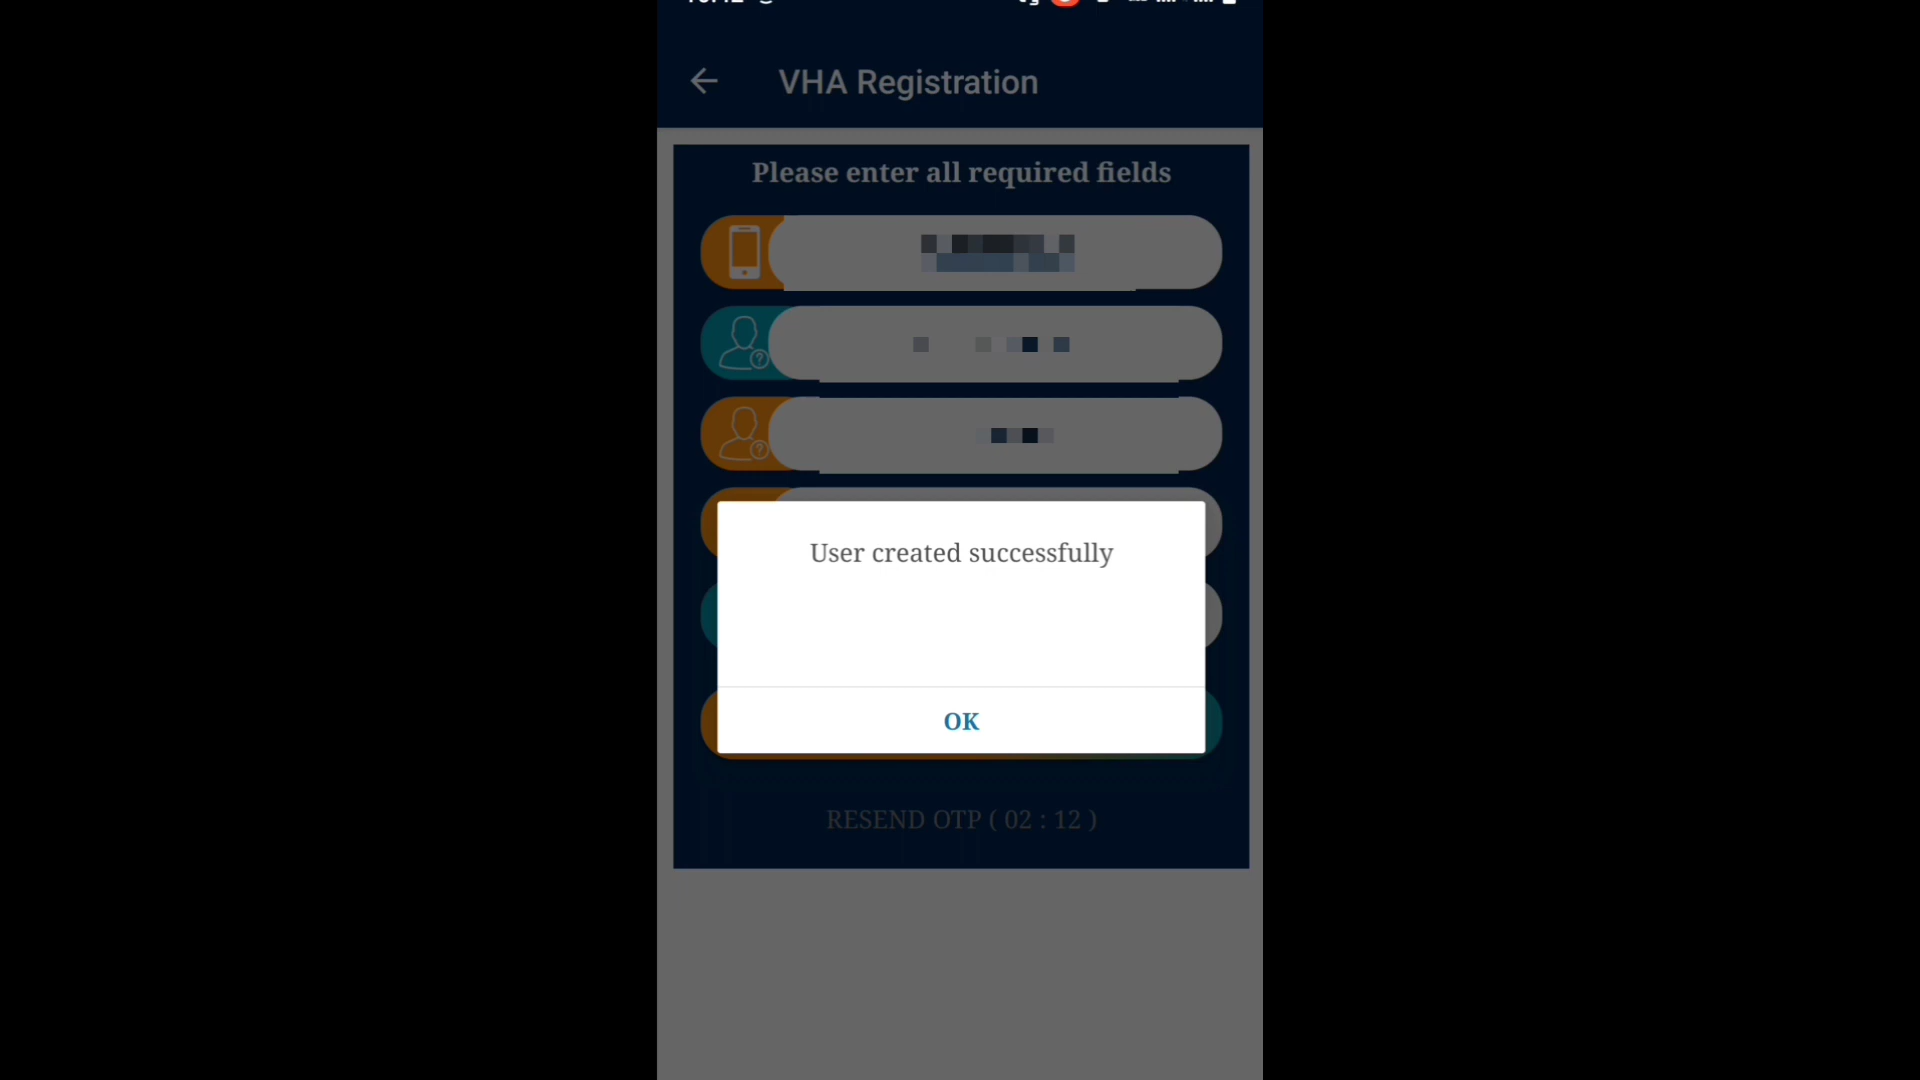 VHA Registration
Please enter all required fields
User created successfully
OK
RESEND OTP ( 02 : 12 )